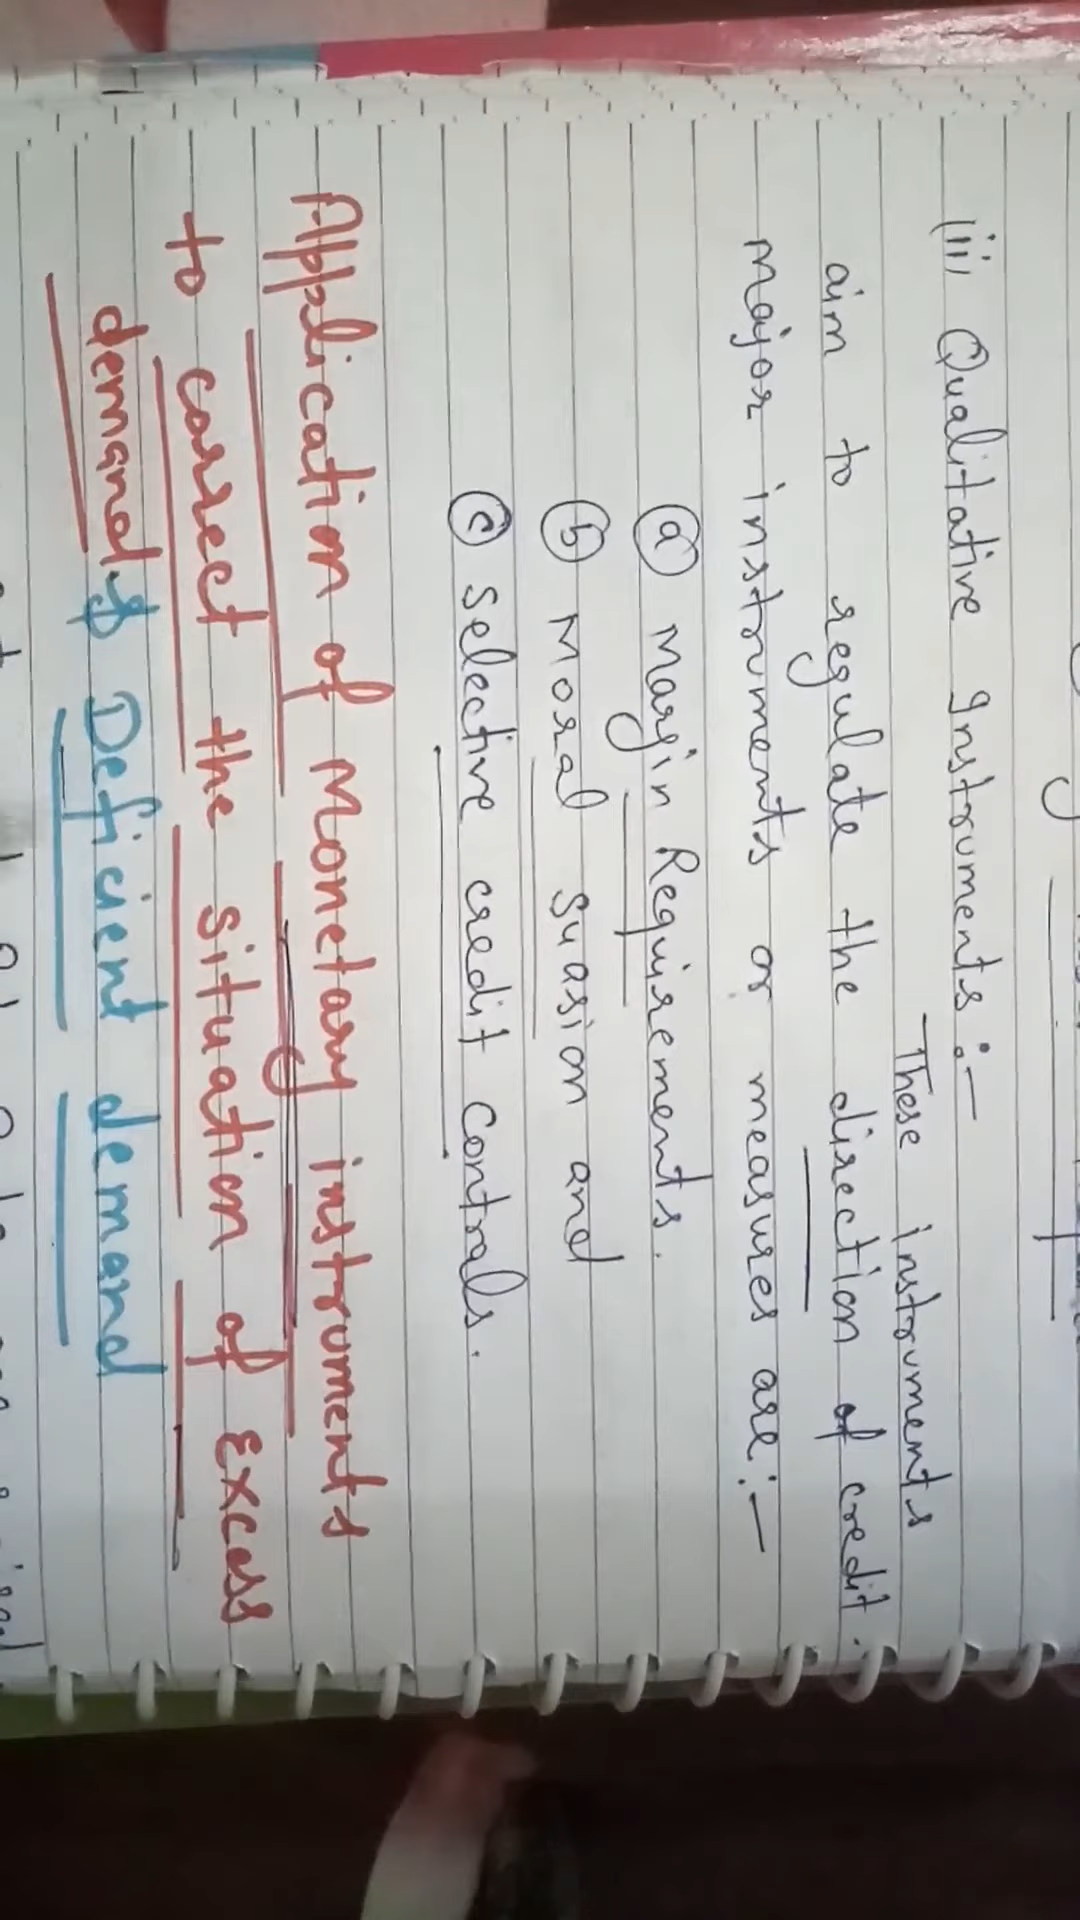 (ii) Qualitative Instruments :-
These instruments
aim to regulate the direction of credit.
major instruments or measures are :-
(a) Margin Requirements.
(b) Moral suasion and
(c) Selective credit Controls.
Application of Monetary instruments
to correct the situation of Excess
demand & Deficient demand